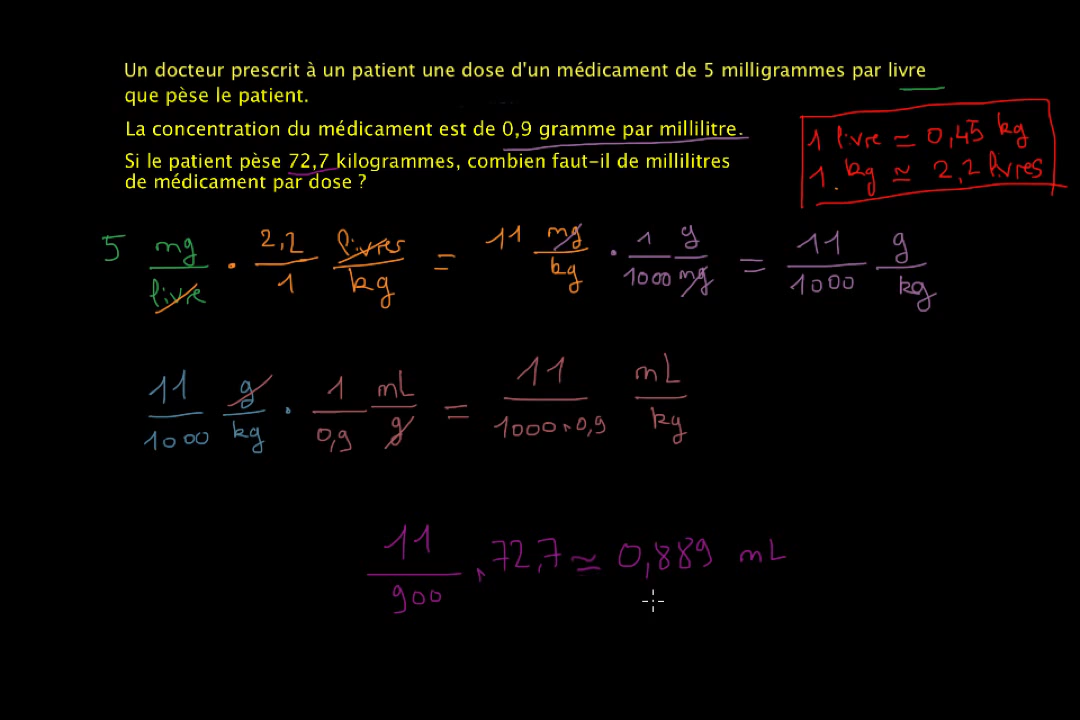 Un docteur prescrit à un patient une dose d'un médicament de 5 milligrammes par livre
que pèse le patient.
La concentration du médicament est de 0,9 gramme par millilitre.
Si le patient pèse 72,7 kilogrammes, combien faut-il de millilitres
de médicament par dose ?
1 livre ≃ 0,45 kg
1. kg ≃ 2,2 livres
5 mg/livre · 2,2/1 livres/kg = 11 mg/kg · 1/1000 g/mg = 11/1000 g/kg
11/1000 g/kg · 1/0,9 mL/g = 11/1000·0,9 mL/kg
11/900 · 72,7 ≃ 0,889 mL